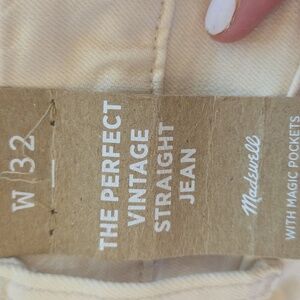 W 32
THE PERFECT
VINTAGE
STRAIGHT
JEAN
Madewell
WITH MAGIC POCKETS